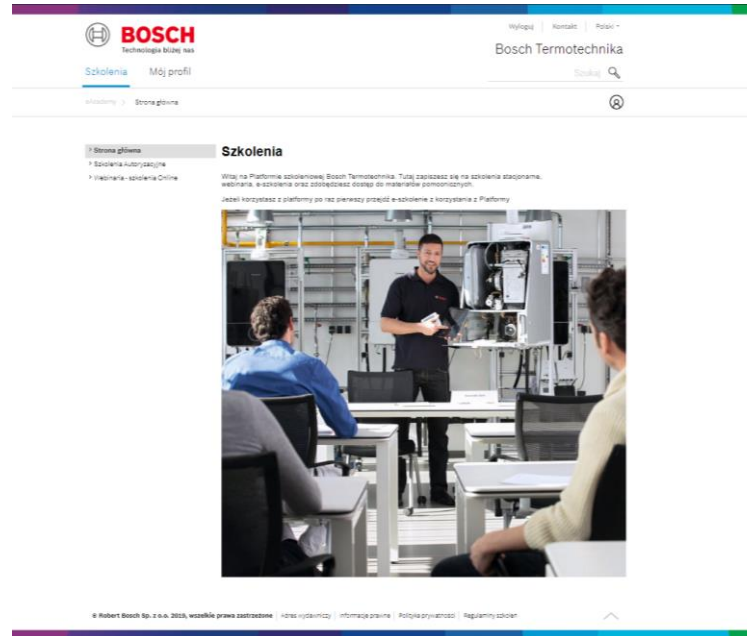 Wyloguj Kontakt Polski
BOSCH
Technologia bliżej nas
Bosch Termotechnika
Szkolenia Mój profil
Szukaj
Strona główna
Strona główna
Szkolenia Autoryzacyjne
Webinaria - szkolenia Online
Szkolenia
Witaj na Platformie szkoleniowej Bosch Termotechnika. Tutaj zapiszesz się na szkolenia stacjonarne,
webinaria, e-szkolenia oraz zdobędziesz dostęp do materiałów pomocniczych.
Jeżeli korzystasz z platformy po raz pierwszy przejdź e-szkolenie z korzystania z Platformy
© Robert Bosch Sp. z o.o. 2019, wszelkie prawa zastrzeżone Adres wydawniczy Informacje prawne Polityka prywatności Regulaminy szkoleń